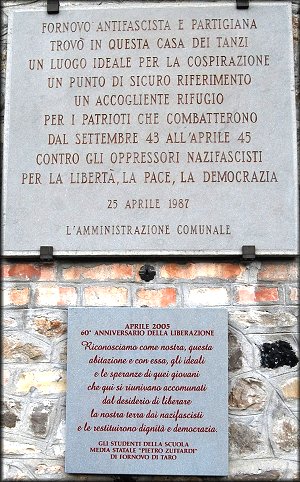 FORNOVO ANTIFASCISTA E PARTIGIANA
TROVÒ IN QUESTA CASA DEI TANZI
UN LUOGO IDEALE PER LA COSPIRAZIONE
UN PUNTO DI SICURO RIFERIMENTO
UN ACCOGLIENTE RIFUGIO
PER I PATRIOTI CHE COMBATTERONO
DAL SETTEMBRE 43 ALL'APRILE 45
CONTRO GLI OPPRESSORI NAZIFASCISTI
PER LA LIBERTÀ, LA PACE, LA DEMOCRAZIA
25 APRILE 1987
L'AMMINISTRAZIONE COMUNALE
APRILE 2005
60° ANNIVERSARIO DELLA LIBERAZIONE
Riconosciamo come nostra, questa
abitazione e con essa, gli ideali
e le speranze di quei giovani
che qui si riunivano accomunati
dal desiderio di liberare
la nostra terra dai nazifascisti
e le restituirono dignità e democrazia.
GLI STUDENTI DELLA SCUOLA
MEDIA STATALE "PIETRO ZUFFARDI"
DI FORNOVO DI TARO